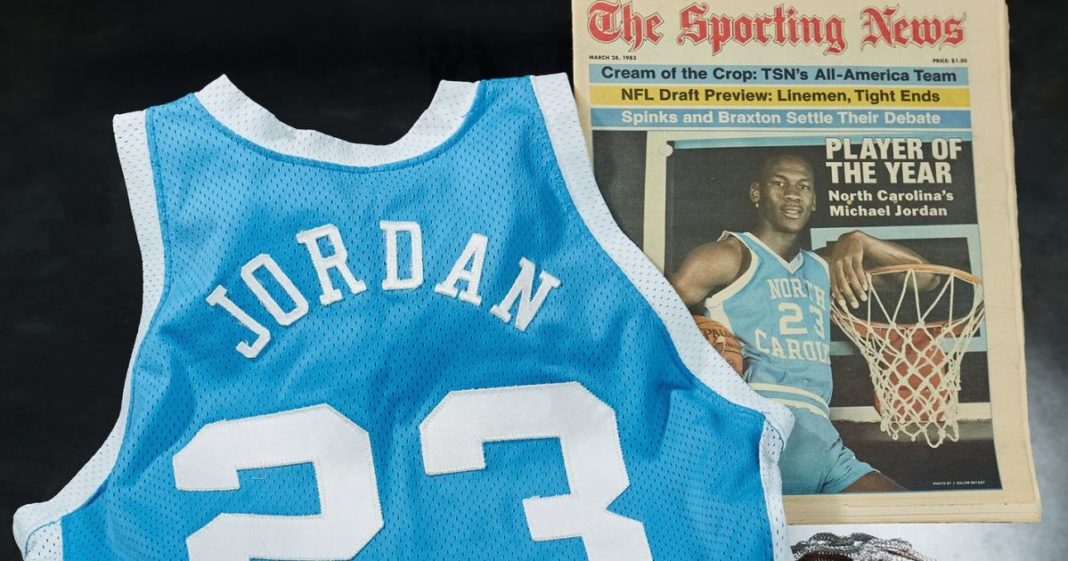 The Sporting News
MARCH 28, 1983
PRICE: $1.50
Cream of the Crop: TSN's All-America Team
NFL Draft Preview: Linemen, Tight Ends
Spinks and Braxton Settle Their Debate
PLAYER OF
THE YEAR
North Carolina's
Michael Jordan
NORTH
23
CAROLI
SPALDING
JORDAN
23